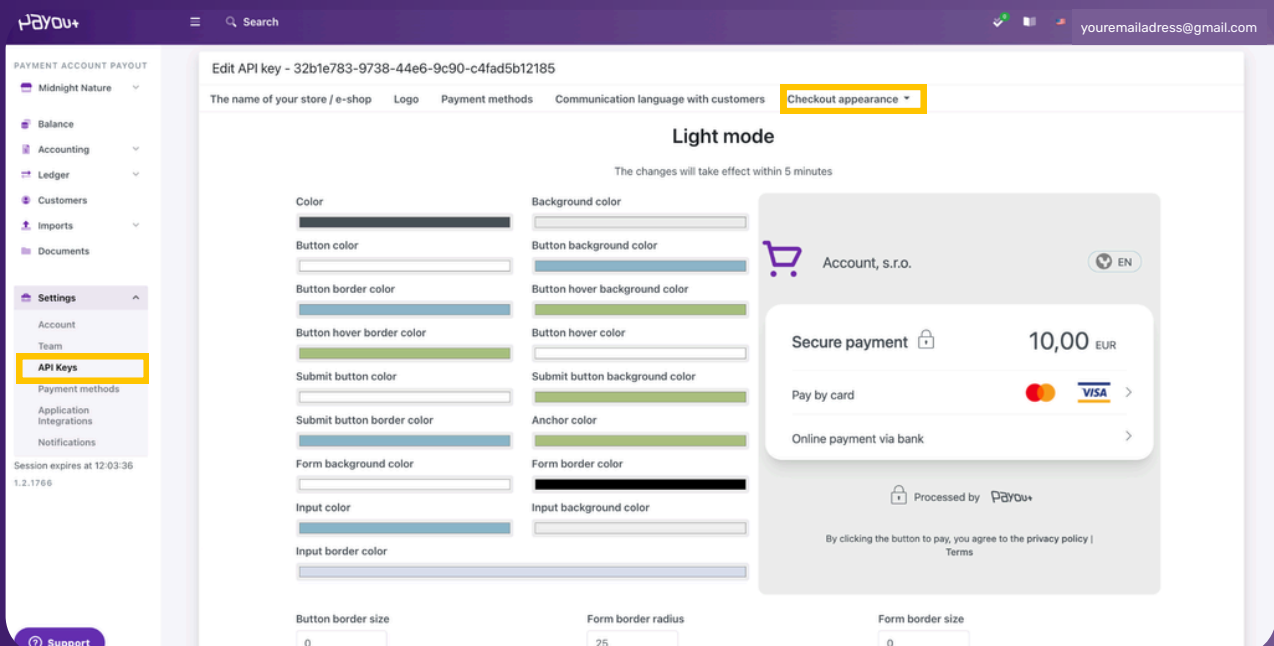 Payout
Search
youremailadress@gmail.com
PAYMENT ACCOUNT PAYOUT
Midnight Nature
Balance
Accounting
Ledger
Customers
Imports
Documents
Settings
Account
Team
API Keys
Payment methods
Application
Integrations
Notifications
Session expires at 12:03:36
1.2.1766
Support
Edit API key - 32b1e783-9738-44e6-9c90-c4fad5b12185
The name of your store / e-shop Logo Payment methods Communication language with customers Checkout appearance
Light mode
The changes will take effect within 5 minutes
Color Background color
Button color Button background color
Button border color Button hover background color
Button hover border color Button hover color
Submit button color Submit button background color
Submit button border color Anchor color
Form background color Form border color
Input color Input background color
Input border color
Account, s.r.o. EN
Secure payment 10,00 EUR
Pay by card VISA
Online payment via bank
Processed by Payout
By clicking the button to pay, you agree to the privacy policy |
Terms
Button border size Form border radius Form border size
0 25 0